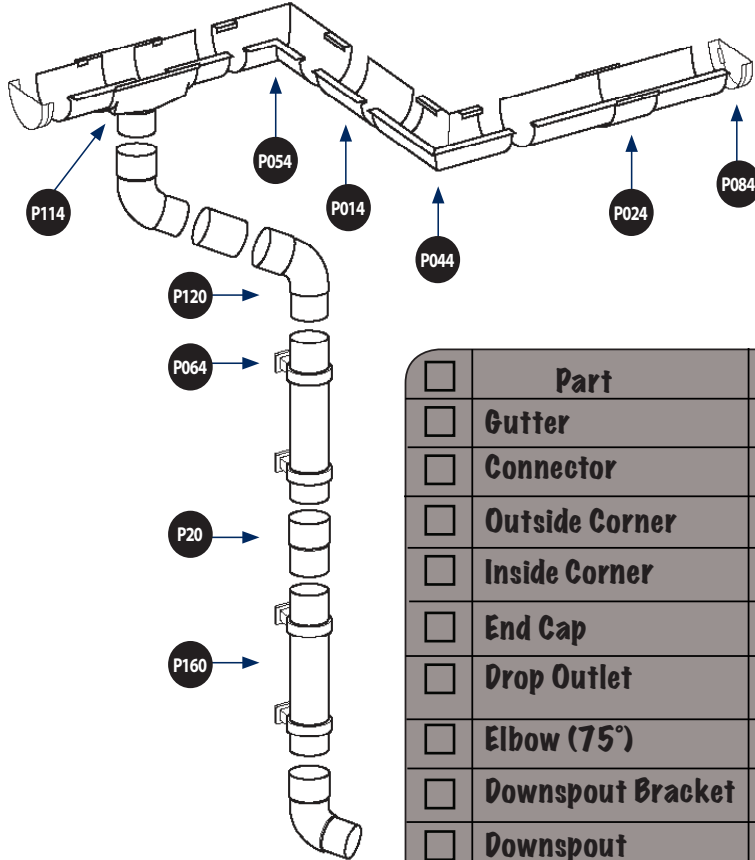 P054
P084
P014
P024
P114
P044
P120
P064
P20
P160
Part
Gutter
Connector
Outside Corner
Inside Corner
End Cap
Drop Outlet
Elbow (75°)
Downspout Bracket
Downspout